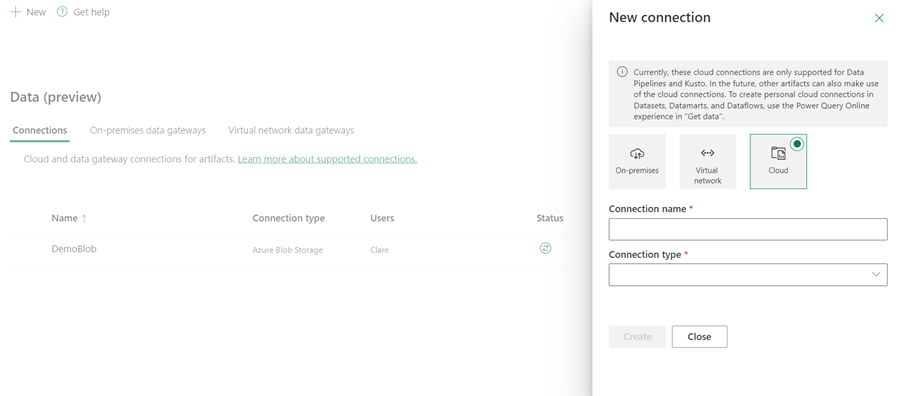 New Get help
Data (preview)
Connections On-premises data gateways Virtual network data gateways
Cloud and data gateway connections for artifacts. Learn more about supported connections.
Name ↑ Connection type Users Status
DemoBlob Azure Blob Storage Clare
New connection
Currently, these cloud connections are only supported for Data
Pipelines and Kusto. In the future, other artifacts can also make use
of the cloud connections. To create personal cloud connections in
Datasets, Datamarts, and Dataflows, use the Power Query Online
experience in "Get data".
On-premises
Virtual
network
Cloud
Connection name *
Connection type *
Create Close